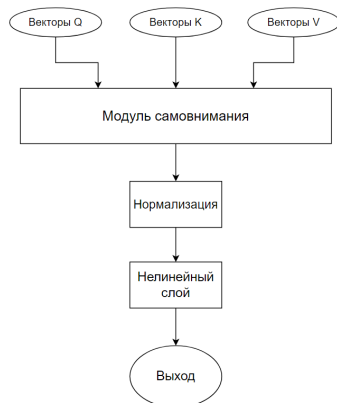 Векторы Q
Векторы K
Векторы V
Модуль самовнимания
Нормализация
Нелинейный
слой
Выход